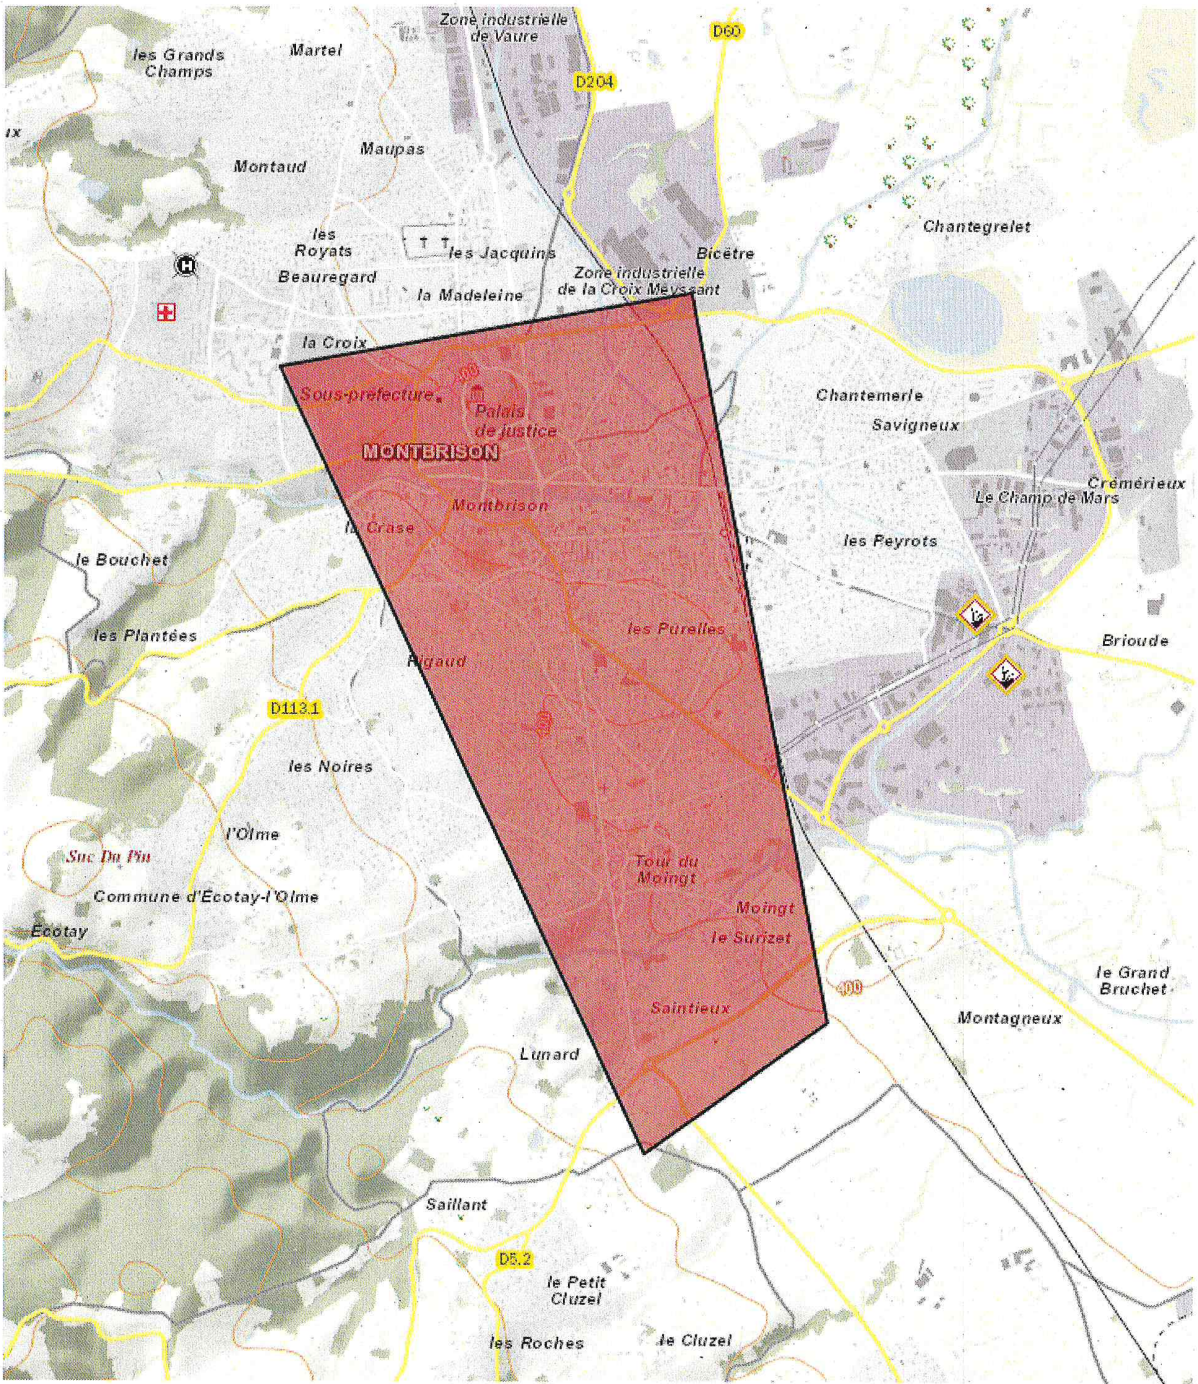 Zone industrielle
de Vaure
D60
Martel
les Grands
Champs
D204
ix
Maupas
Montaud
Chantegrelet
les
Royats
les Jacquins
Bicêtre
H
Beauregard
Zone industrielle
de la Croix Meyssant
la Madeleine
la Croix
400
Sous-préfecture
Chantemerle
Palais
de justice
Savigneux
MONTBRISON
Crémérieux
Le Champ de Mars
Montbrison
la Crase
les Peyrots
le Bouchet
les Purelles
les Plantées
Brioude
Rigaud
D113.1
les Noires
l'Olme
Suc Du Pin
Tour du
Moingt
Commune d'Écotay-l'Olme
Moingt
Écotay
le Surizet
le Grand
Bruchet
400
Saintieux
Montagneux
Lunard
Saillant
D5.2
le Petit
Cluzel
les Roches
le Cluzel